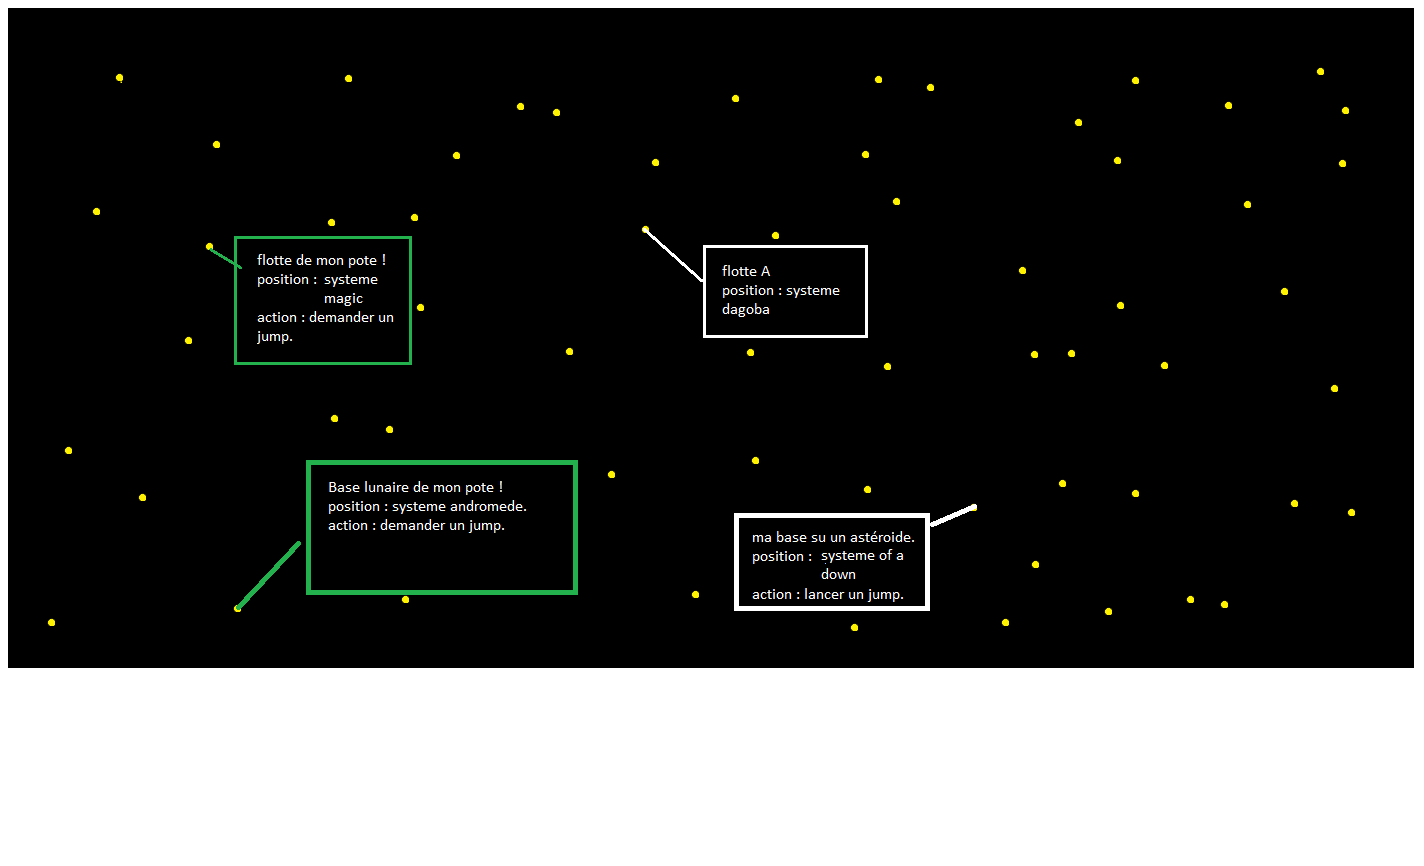 flotte de mon pote !
position : systeme
magic
action : demander un
jump.
flotte A
position : systeme
dagoba
Base lunaire de mon pote !
position : systeme andromede.
action : demander un jump.
ma base su un astéroide.
position : systeme of a
down
action : lancer un jump.